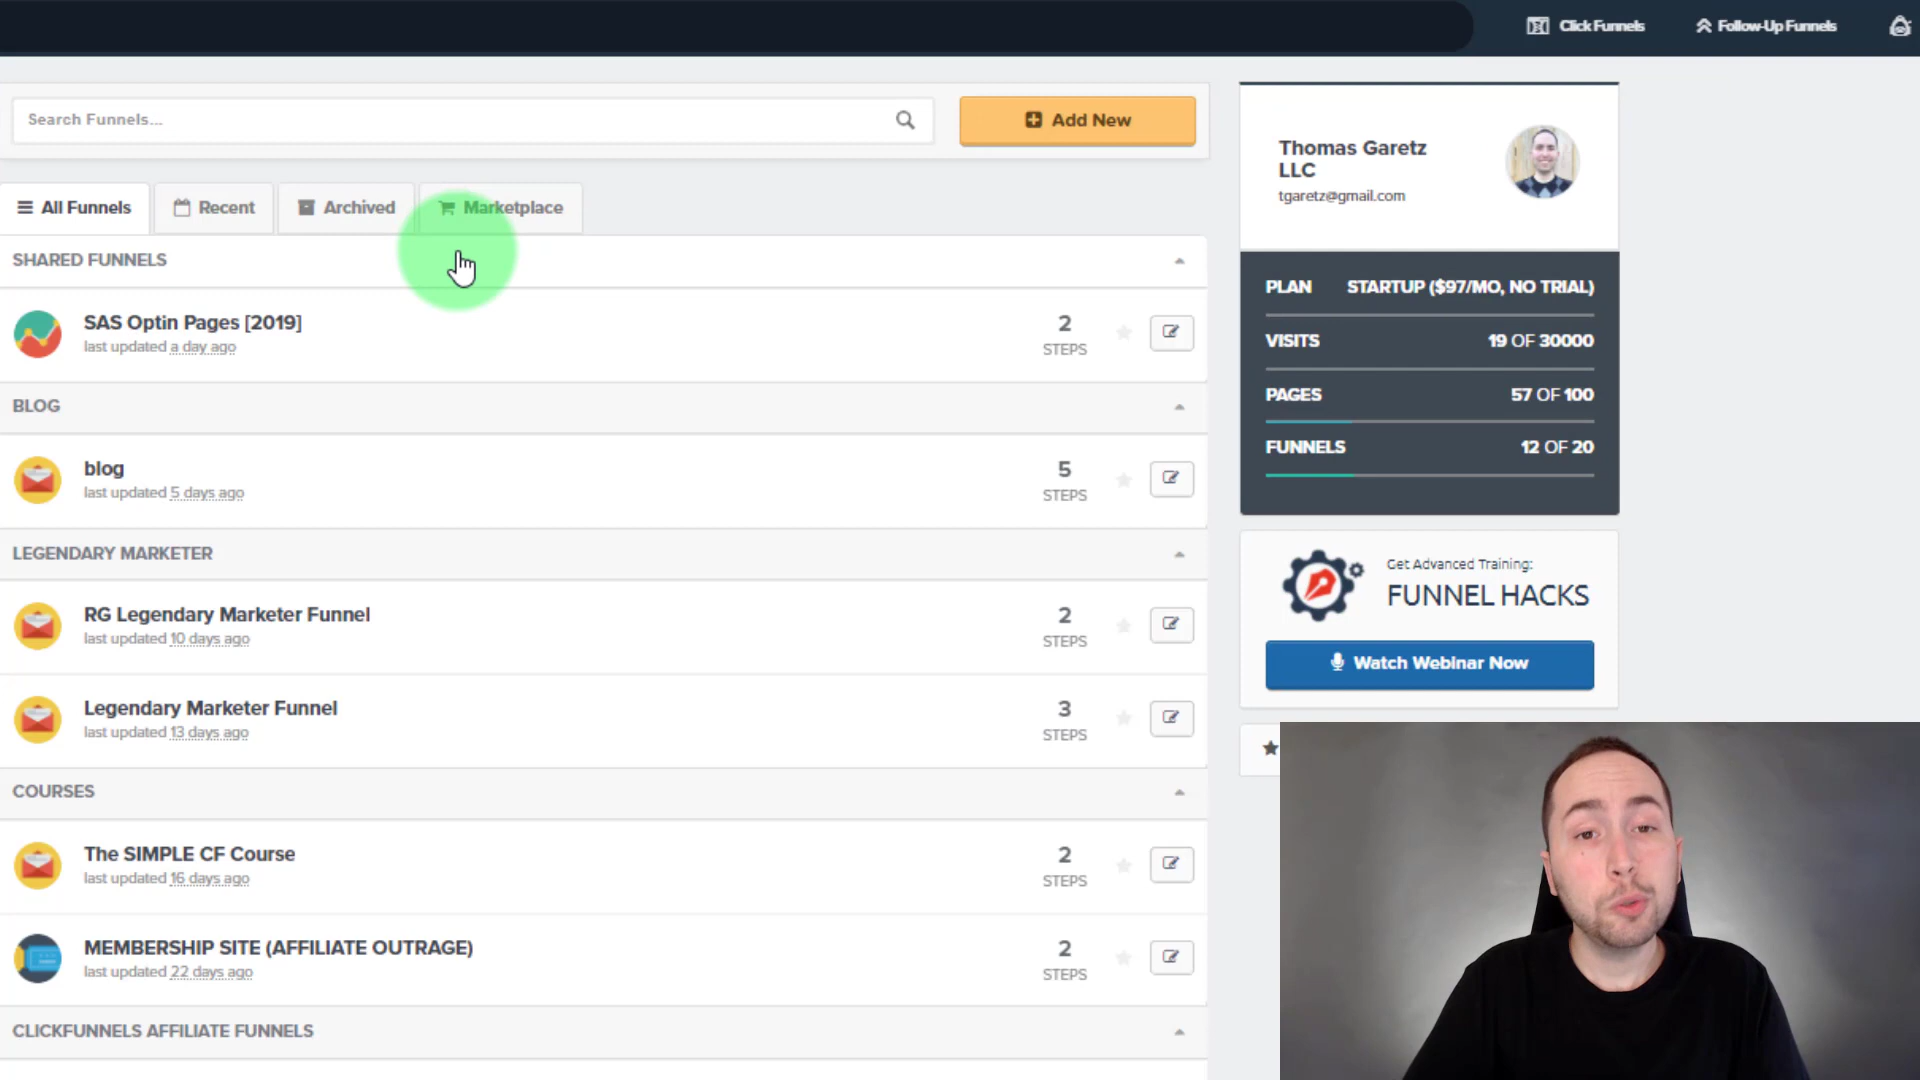 Click Funnels
Follow-Up Funnels
Search Funnels...
Add New
All Funnels
Recent
Archived
Marketplace
SHARED FUNNELS
SAS Optin Pages [2019]
last updated a day ago
2
STEPS
BLOG
blog
last updated 5 days ago
5
STEPS
LEGENDARY MARKETER
RG Legendary Marketer Funnel
last updated 10 days ago
2
STEPS
Legendary Marketer Funnel
last updated 13 days ago
3
STEPS
COURSES
The SIMPLE CF Course
last updated 16 days ago
2
STEPS
MEMBERSHIP SITE (AFFILIATE OUTRAGE)
last updated 22 days ago
2
STEPS
CLICKFUNNELS AFFILIATE FUNNELS
Thomas Garetz
LLC
tgaretz@gmail.com
PLAN STARTUP ($97/MO, NO TRIAL)
VISITS 19 OF 30000
PAGES 57 OF 100
FUNNELS 12 OF 20
Get Advanced Training:
FUNNEL HACKS
Watch Webinar Now